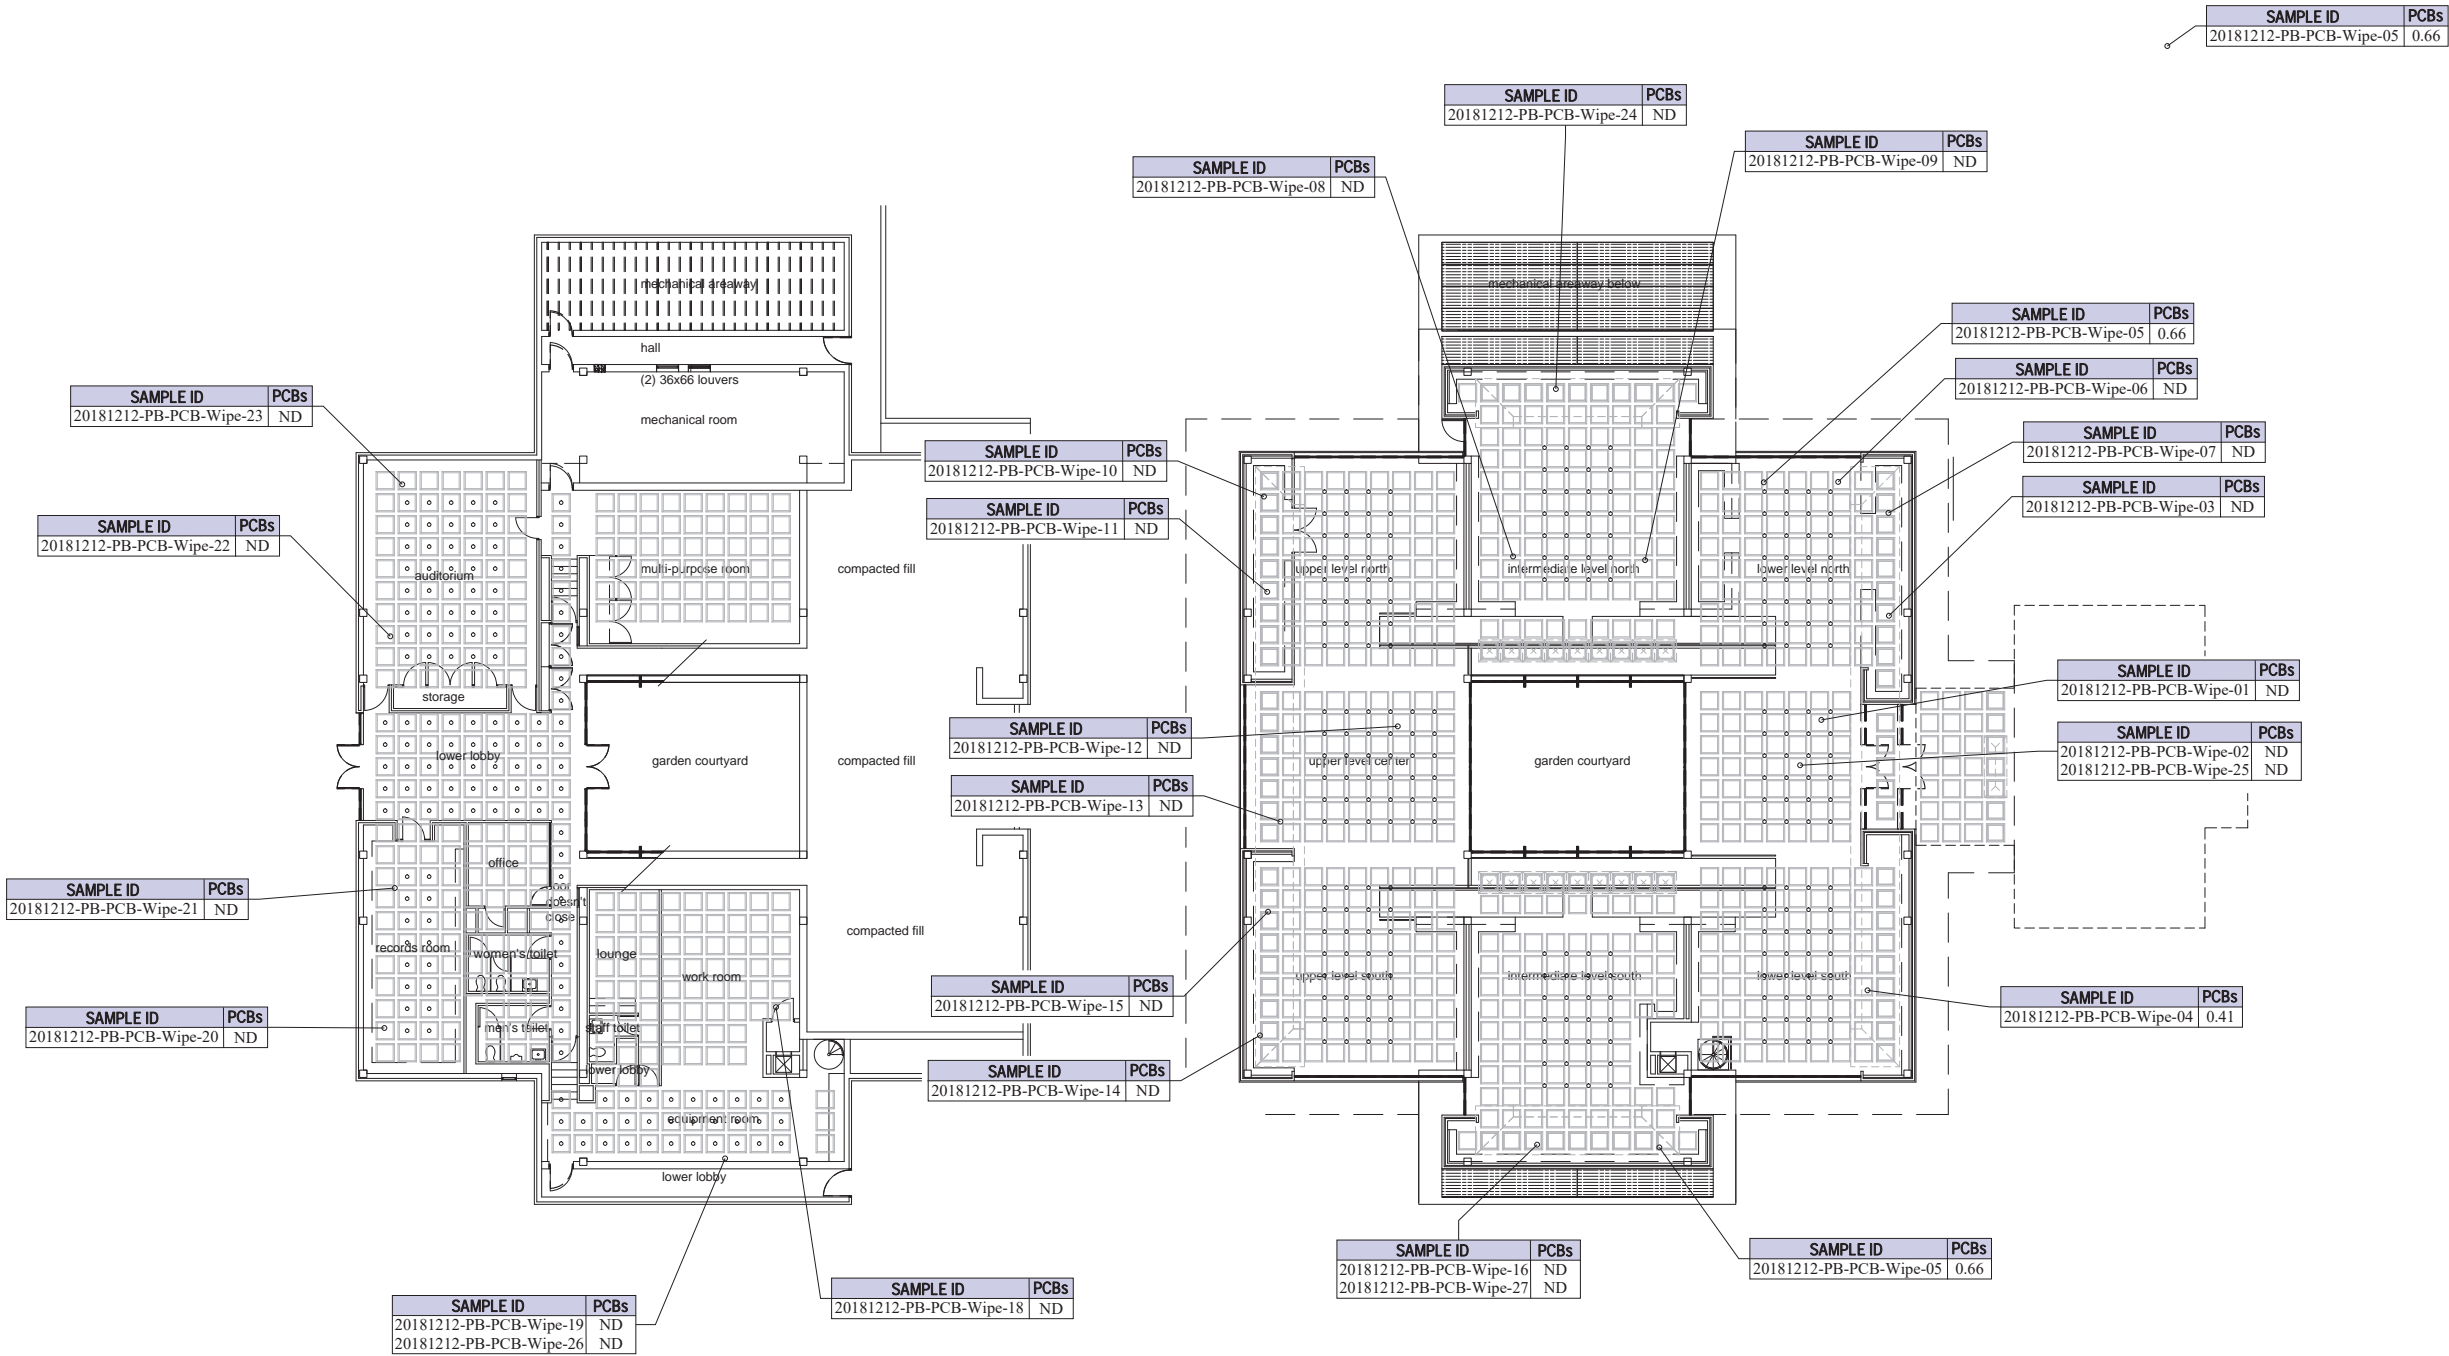 SAMPLE ID PCBs
20181212-PB-PCB-Wipe-05 0.66
SAMPLE ID PCBs
20181212-PB-PCB-Wipe-24 ND
SAMPLE ID PCBs
20181212-PB-PCB-Wipe-09 ND
SAMPLE ID PCBs
20181212-PB-PCB-Wipe-08 ND
mechanical areaway
mechanical areaway below
hall
(2) 36x66 louvers
mechanical room
SAMPLE ID PCBs
20181212-PB-PCB-Wipe-05 0.66
SAMPLE ID PCBs
20181212-PB-PCB-Wipe-06 ND
SAMPLE ID PCBs
20181212-PB-PCB-Wipe-23 ND
SAMPLE ID PCBs
20181212-PB-PCB-Wipe-07 ND
SAMPLE ID PCBs
20181212-PB-PCB-Wipe-10 ND
SAMPLE ID PCBs
20181212-PB-PCB-Wipe-03 ND
SAMPLE ID PCBs
20181212-PB-PCB-Wipe-11 ND
SAMPLE ID PCBs
20181212-PB-PCB-Wipe-22 ND
auditorium
multi-purpose room
compacted fill
upper level north
intermediate level north
lower level north
storage
SAMPLE ID PCBs
20181212-PB-PCB-Wipe-01 ND
SAMPLE ID PCBs
20181212-PB-PCB-Wipe-12 ND
SAMPLE ID PCBs
20181212-PB-PCB-Wipe-02 ND
20181212-PB-PCB-Wipe-25 ND
lower lobby
garden courtyard
compacted fill
upper level center
garden courtyard
SAMPLE ID PCBs
20181212-PB-PCB-Wipe-13 ND
office
door
doesn't
close
SAMPLE ID PCBs
20181212-PB-PCB-Wipe-21 ND
records room
women's toilet
lounge
work room
compacted fill
SAMPLE ID PCBs
20181212-PB-PCB-Wipe-15 ND
upper level south
intermediate level south
lower level south
SAMPLE ID PCBs
20181212-PB-PCB-Wipe-04 0.41
SAMPLE ID PCBs
20181212-PB-PCB-Wipe-20 ND
men's toilet
staff toilet
lower lobby
SAMPLE ID PCBs
20181212-PB-PCB-Wipe-14 ND
equipment room
lower lobby
SAMPLE ID PCBs
20181212-PB-PCB-Wipe-16 ND
20181212-PB-PCB-Wipe-27 ND
SAMPLE ID PCBs
20181212-PB-PCB-Wipe-05 0.66
SAMPLE ID PCBs
20181212-PB-PCB-Wipe-18 ND
SAMPLE ID PCBs
20181212-PB-PCB-Wipe-19 ND
20181212-PB-PCB-Wipe-26 ND